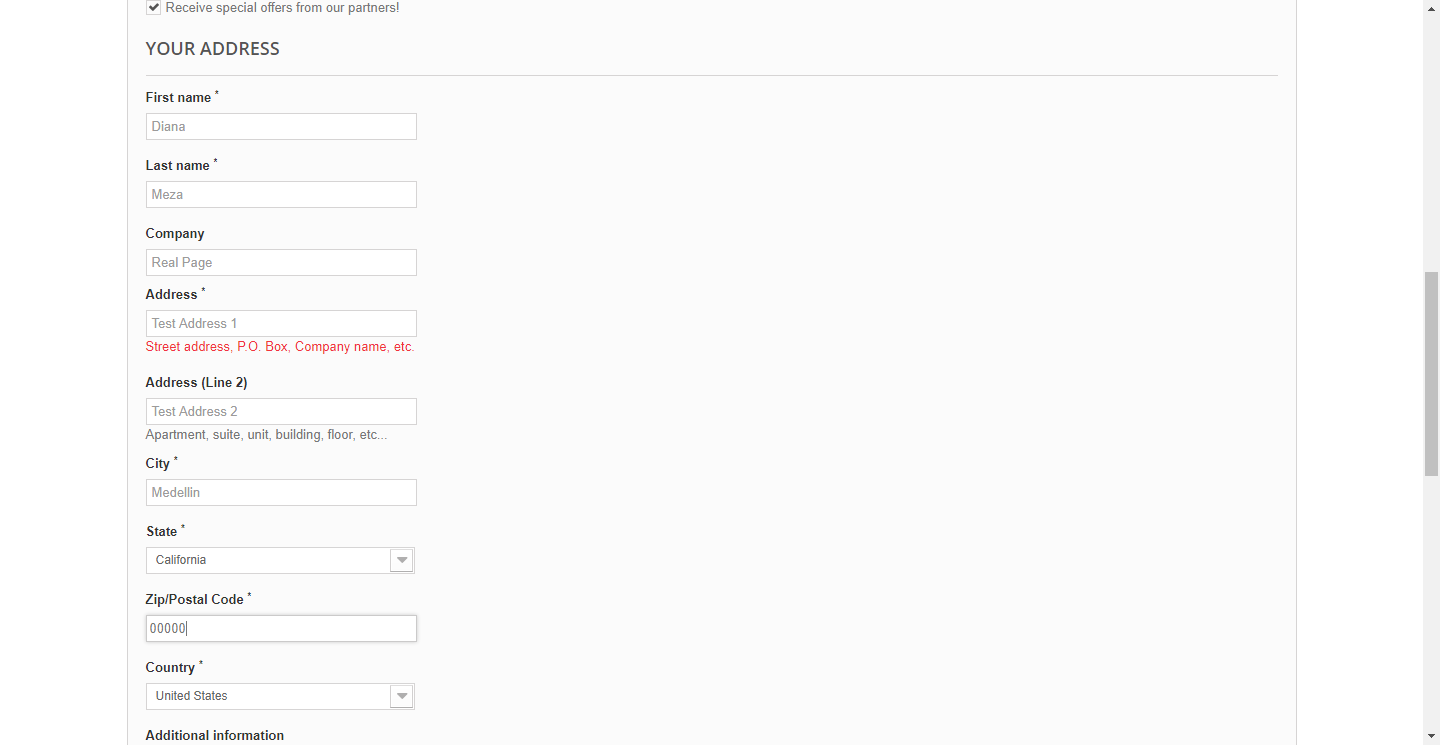 Receive special offers from our partners!
YOUR ADDRESS
First name *
Diana
Last name *
Meza
Company
Real Page
Address *
Test Address 1
Street address, P.O. Box, Company name, etc.
Address (Line 2)
Test Address 2
Apartment, suite, unit, building, floor, etc...
City *
Medellin
State *
California
Zip/Postal Code *
00000
Country *
United States
Additional information